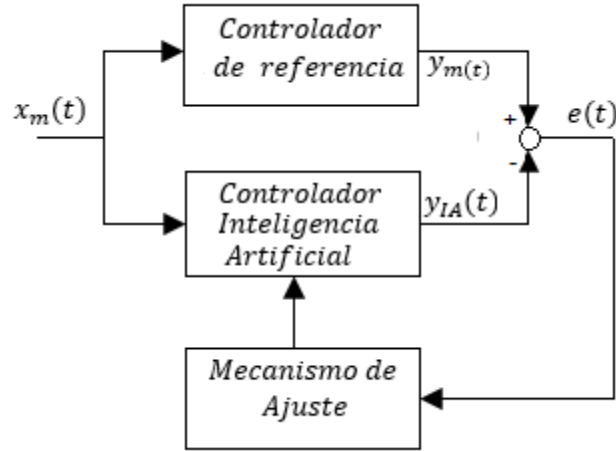 Controlador
de referencia
y_m(t)
x_m(t)
+
e(t)
-
Controlador
Inteligencia
Artificial
y_IA(t)
Mecanismo de
Ajuste